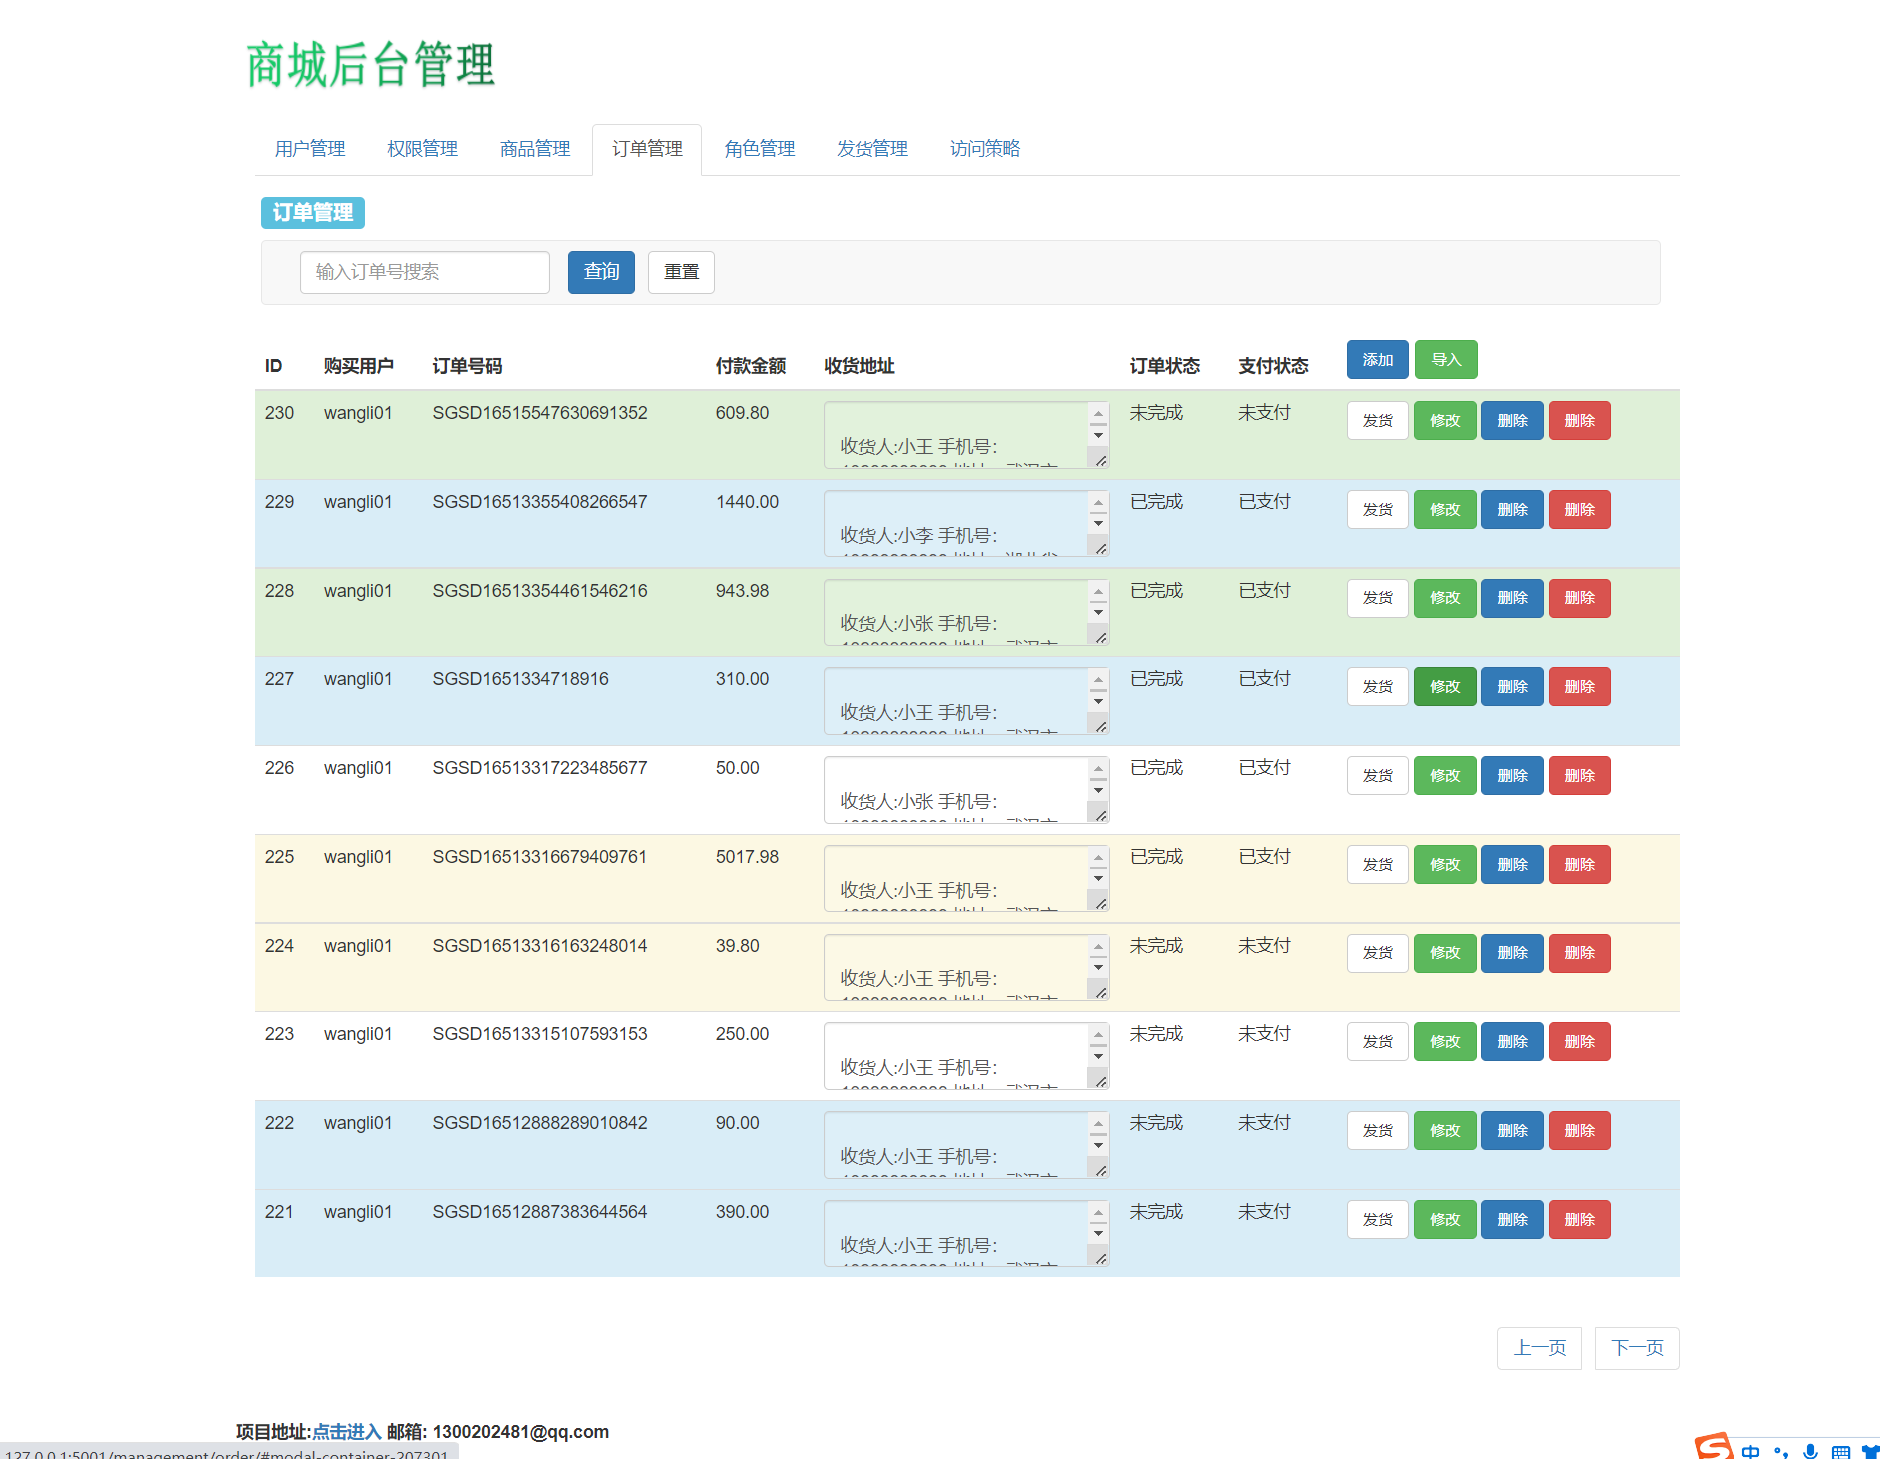 商城后台管理
用户管理 权限管理 商品管理 订单管理 角色管理 发货管理 访问策略
订单管理
输入订单号搜索 查询 重置
ID 购买用户 订单号码 付款金额 收货地址 订单状态 支付状态 添加 导入
230 wangli01 SGSD16515547630691352 609.80 未完成 未支付 发货 修改 删除 删除
收货人:小王 手机号:
229 wangli01 SGSD16513355408266547 1440.00 已完成 已支付 发货 修改 删除 删除
收货人:小李 手机号:
228 wangli01 SGSD16513354461546216 943.98 已完成 已支付 发货 修改 删除 删除
收货人:小张 手机号:
227 wangli01 SGSD1651334718916 310.00 已完成 已支付 发货 修改 删除 删除
收货人:小王 手机号:
226 wangli01 SGSD16513317223485677 50.00 已完成 已支付 发货 修改 删除 删除
收货人:小张 手机号:
225 wangli01 SGSD16513316679409761 5017.98 已完成 已支付 发货 修改 删除 删除
收货人:小王 手机号:
224 wangli01 SGSD16513316163248014 39.80 未完成 未支付 发货 修改 删除 删除
收货人:小王 手机号:
223 wangli01 SGSD16513315107593153 250.00 未完成 未支付 发货 修改 删除 删除
收货人:小王 手机号:
222 wangli01 SGSD16512888289010842 90.00 未完成 未支付 发货 修改 删除 删除
收货人:小王 手机号:
221 wangli01 SGSD16512887383644564 390.00 未完成 未支付 发货 修改 删除 删除
收货人:小王 手机号:
上一页 下一页
项目地址:点击进入 邮箱: 1300202481@qq.com
127.0.0.1:5001/management/order/#modal-container-207301
中